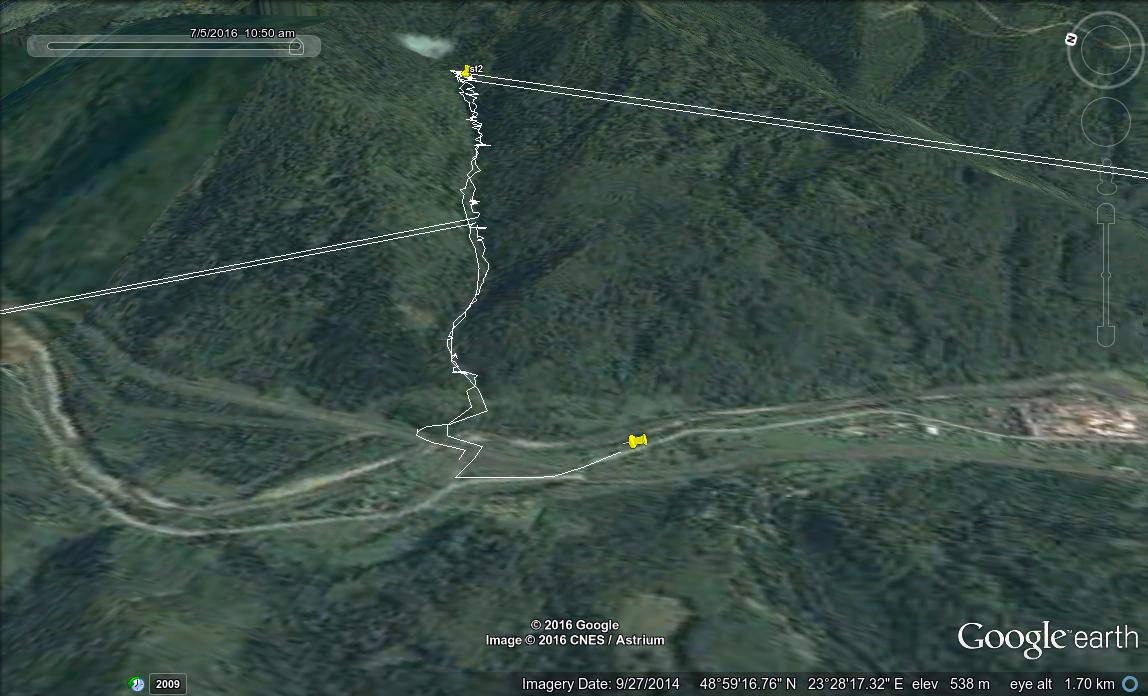 7/5/2016 10:50 am
N
st2
© 2016 Google
Image © 2016 CNES / Astrium
Google earth
2009
Imagery Date: 9/27/2014 48°59'16.76" N 23°28'17.32" E elev 538 m eye alt 1.70 km